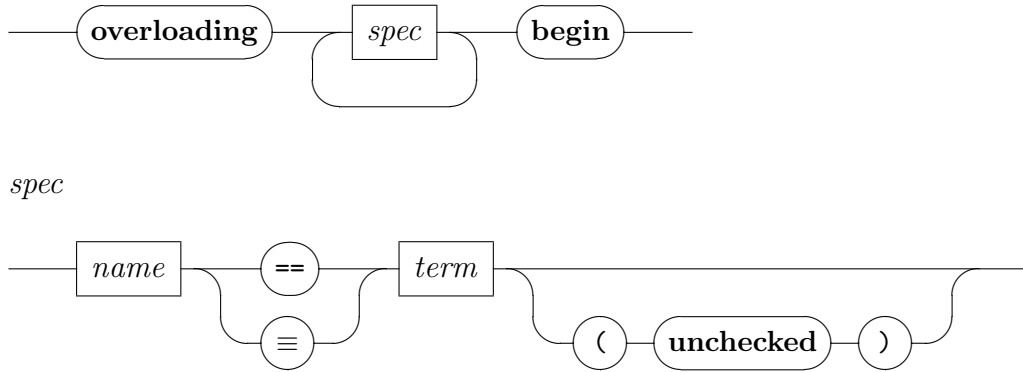 overloading spec begin
spec
name == term
≡ ( unchecked )